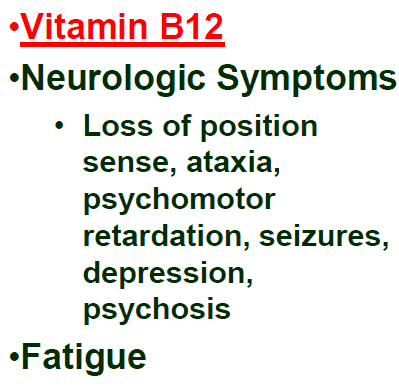 •Vitamin B12
•Neurologic Symptoms
• Loss of position
sense, ataxia,
psychomotor
retardation, seizures,
depression,
psychosis
•Fatigue